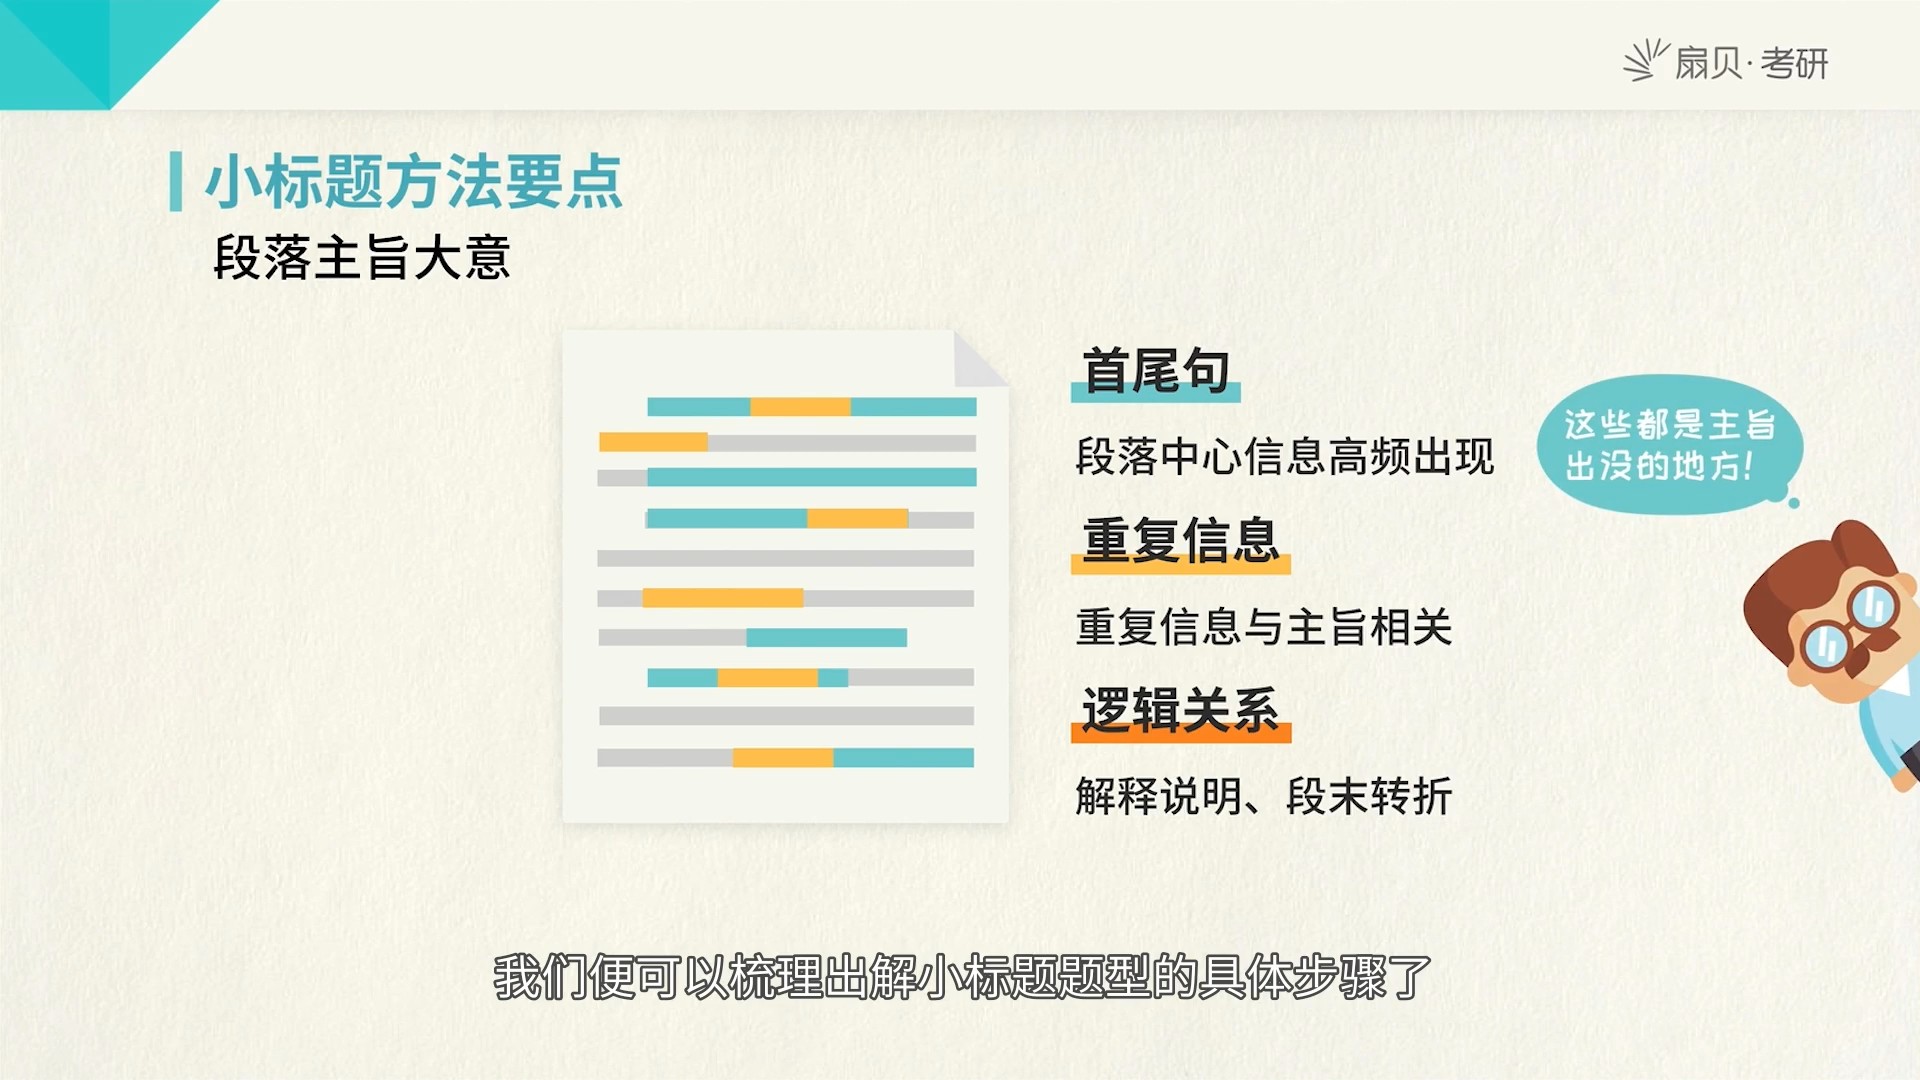 扇贝·考研
小标题方法要点
段落主旨大意
首尾句
段落中心信息高频出现
重复信息
重复信息与主旨相关
逻辑关系
解释说明、段末转折
这些都是主旨
出没的地方！
我们便可以梳理出解小标题题型的具体步骤了